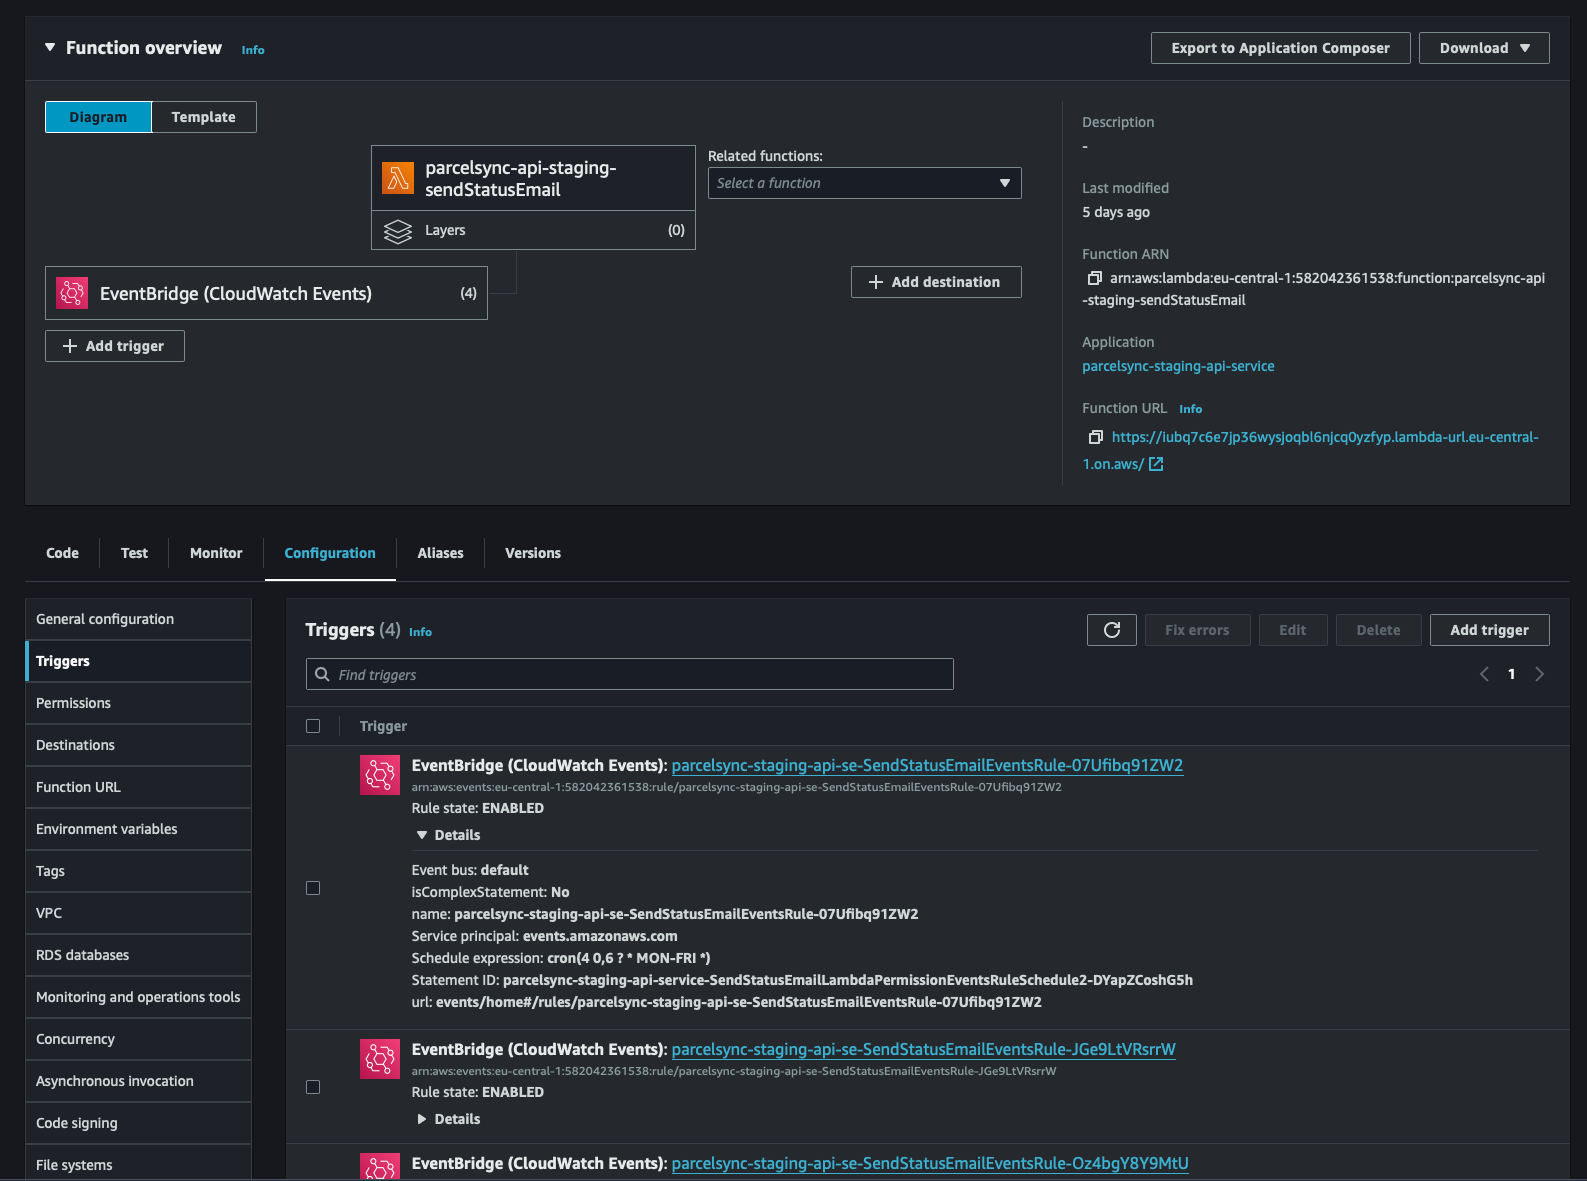 Function overview Info
Export to Application Composer
Download
Diagram
Template
parcelsync-api-staging-
sendStatusEmail
Layers (0)
Related functions:
Select a function
EventBridge (CloudWatch Events) (4)
Add trigger
Add destination
Description
-
Last modified
5 days ago
Function ARN
arn:aws:lambda:eu-central-1:582042361538:function:parcelsync-api
-staging-sendStatusEmail
Application
parcelsync-staging-api-service
Function URL Info
https://iubq7c6e7jp36wysjoqbl6njcq0yzfyp.lambda-url.eu-central-
1.on.aws/
Code
Test
Monitor
Configuration
Aliases
Versions
General configuration
Triggers
Permissions
Destinations
Function URL
Environment variables
Tags
VPC
RDS databases
Monitoring and operations tools
Concurrency
Asynchronous invocation
Code signing
File systems
Triggers (4) Info
Fix errors
Edit
Delete
Add trigger
Find triggers
1
Trigger
EventBridge (CloudWatch Events): parcelsync-staging-api-se-SendStatusEmailEventsRule-07Ufibq91ZW2
arn:aws:events:eu-central-1:582042361538:rule/parcelsync-staging-api-se-SendStatusEmailEventsRule-07Ufibq91ZW2
Rule state: ENABLED
Details
Event bus: default
isComplexStatement: No
name: parcelsync-staging-api-se-SendStatusEmailEventsRule-07Ufibq91ZW2
Service principal: events.amazonaws.com
Schedule expression: cron(4 0,6 ? * MON-FRI *)
Statement ID: parcelsync-staging-api-service-SendStatusEmailLambdaPermissionEventsRuleSchedule2-DYapZCoshG5h
url: events/home#/rules/parcelsync-staging-api-se-SendStatusEmailEventsRule-07Ufibq91ZW2
EventBridge (CloudWatch Events): parcelsync-staging-api-se-SendStatusEmailEventsRule-JGe9LtVRsrrW
arn:aws:events:eu-central-1:582042361538:rule/parcelsync-staging-api-se-SendStatusEmailEventsRule-JGe9LtVRsrrW
Rule state: ENABLED
Details
EventBridge (CloudWatch Events): parcelsync-staging-api-se-SendStatusEmailEventsRule-Oz4bgY8Y9MtU